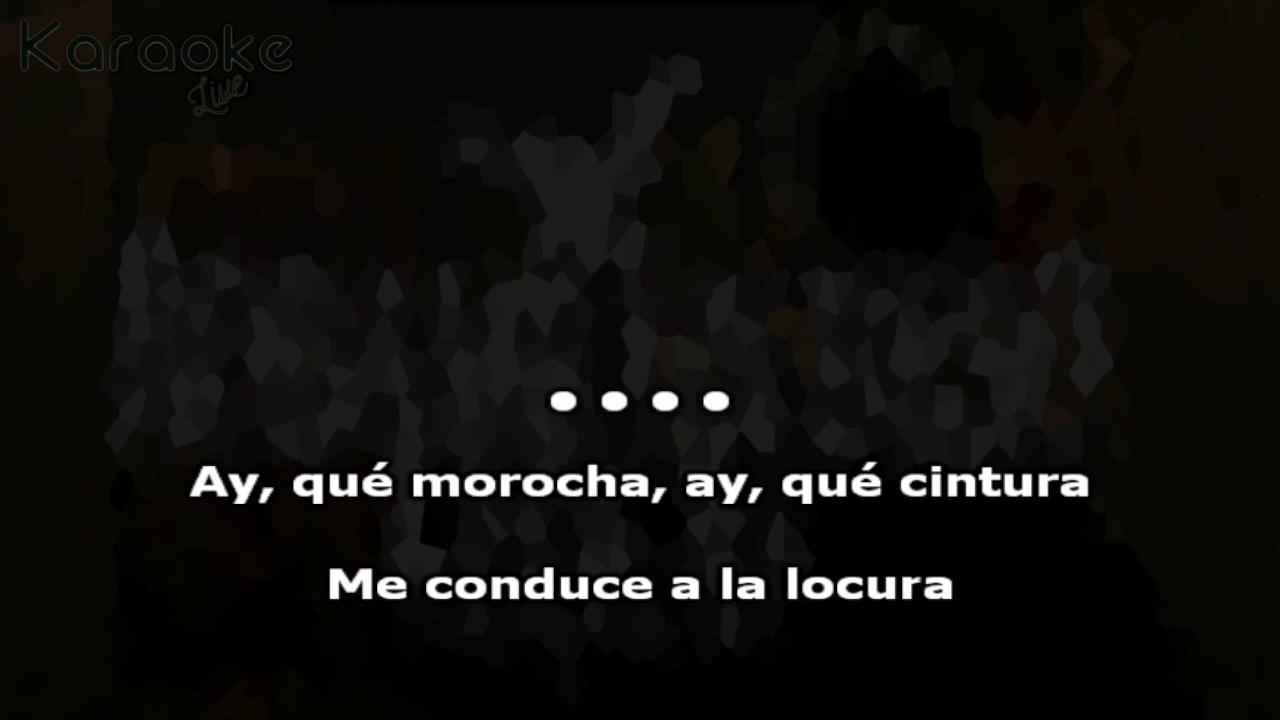 Karaoke
Live
Ay, qué morocha, ay, qué cintura
Me conduce a la locura